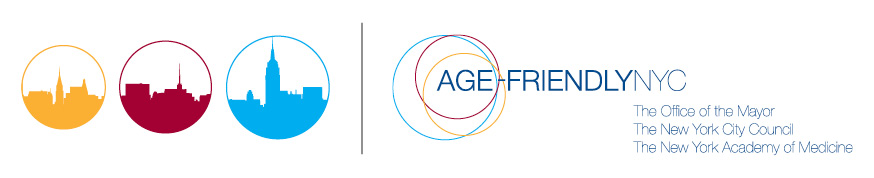 AGE-FRIENDLYNYC
The Office of the Mayor
The New York City Council
The New York Academy of Medicine